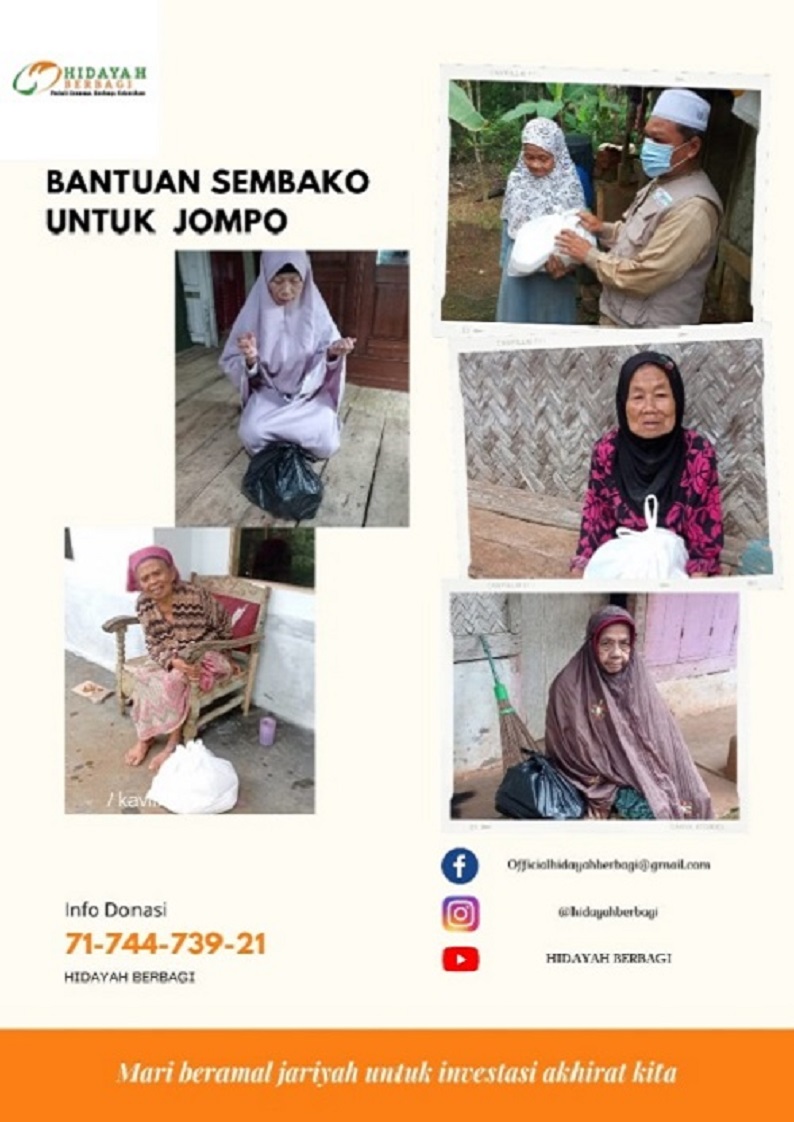 HIDAYAH
BERBAGI
BANTUAN SEMBAKO
UNTUK JOMPO
/ kavin
Info Donasi
71-744-739-21
HIDAYAH BERBAGI
Officialhidayahberbagi@gmail.com
@hidayahberbagi
HIDAYAH BERBAGI
Mari beramal jariyah untuk investasi akhirat kita